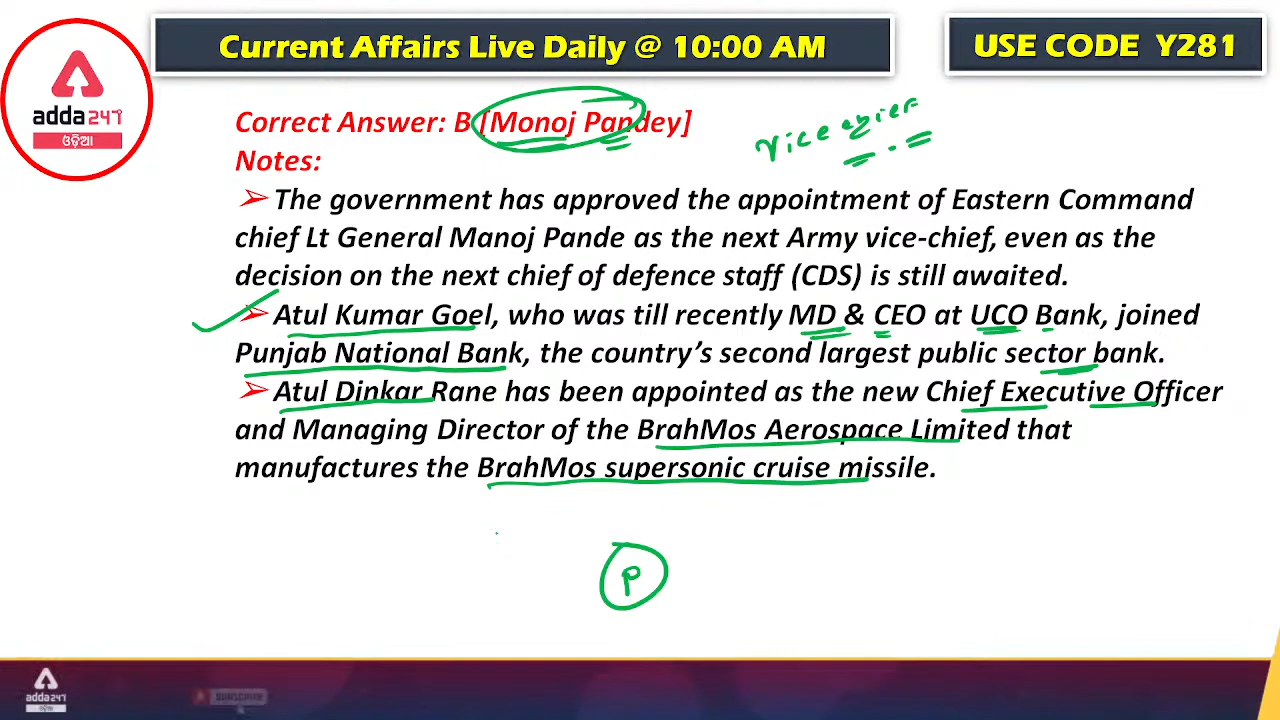 Current Affairs Live Daily @ 10:00 AM
USE CODE Y281
adda247
ଓଡ଼ିଆ
Correct Answer: B [Monoj Pandey]
Vice chief
Notes:
➢ The government has approved the appointment of Eastern Command
chief Lt General Manoj Pande as the next Army vice-chief, even as the
decision on the next chief of defence staff (CDS) is still awaited.
➢ Atul Kumar Goel, who was till recently MD & CEO at UCO Bank, joined
Punjab National Bank, the country's second largest public sector bank.
➢ Atul Dinkar Rane has been appointed as the new Chief Executive Officer
and Managing Director of the BrahMos Aerospace Limited that
manufactures the BrahMos supersonic cruise missile.
P
adda247
ଓଡ଼ିଆ
SUBSCRIBE